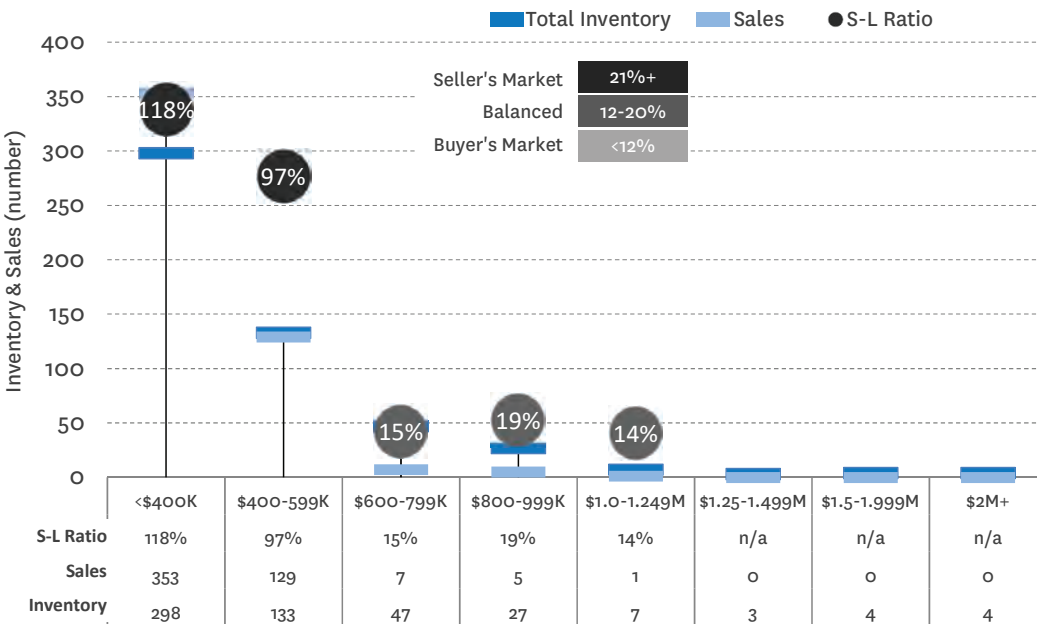 Total Inventory Sales S-L Ratio
Inventory & Sales (number)
400
350
300
250
200
150
100
50
0
Seller's Market 21%+
Balanced 12-20%
Buyer's Market <12%
118%
97%
15%
19%
14%
<$400K $400-599K $600-799K $800-999K $1.0-1.249M $1.25-1.499M $1.5-1.999M $2M+
S-L Ratio 118% 97% 15% 19% 14% n/a n/a n/a
Sales 353 129 7 5 1 0 0 0
Inventory 298 133 47 27 7 3 4 4